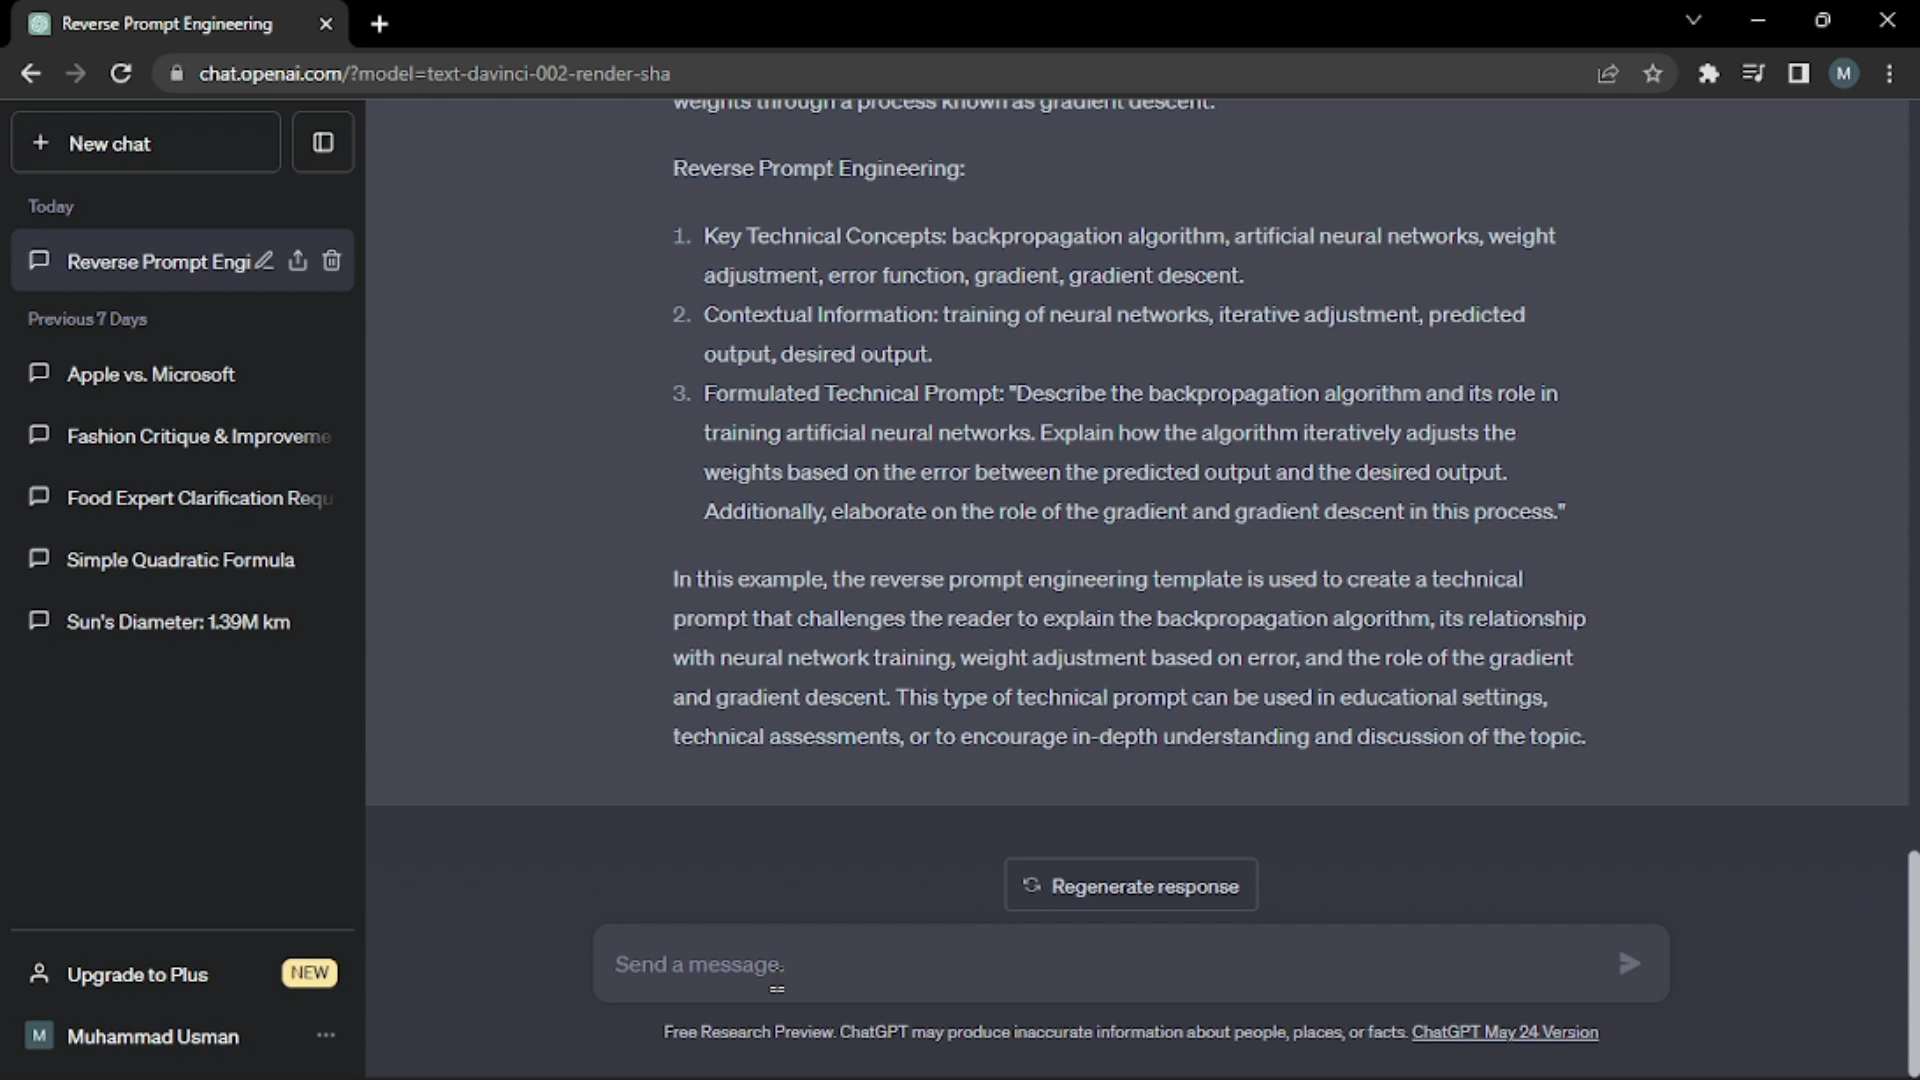 Reverse Prompt Engineering
chat.openai.com/?model=text-davinci-002-render-sha
M
New chat
Today
Reverse Prompt Engi
Previous 7 Days
Apple vs. Microsoft
Fashion Critique & Improveme
Food Expert Clarification Requ
Simple Quadratic Formula
Sun's Diameter: 1.39M km
Upgrade to Plus NEW
M Muhammad Usman
weights through a process known as gradient descent.
Reverse Prompt Engineering:
1. Key Technical Concepts: backpropagation algorithm, artificial neural networks, weight
adjustment, error function, gradient, gradient descent.
2. Contextual Information: training of neural networks, iterative adjustment, predicted
output, desired output.
3. Formulated Technical Prompt: "Describe the backpropagation algorithm and its role in
training artificial neural networks. Explain how the algorithm iteratively adjusts the
weights based on the error between the predicted output and the desired output.
Additionally, elaborate on the role of the gradient and gradient descent in this process."
In this example, the reverse prompt engineering template is used to create a technical
prompt that challenges the reader to explain the backpropagation algorithm, its relationship
with neural network training, weight adjustment based on error, and the role of the gradient
and gradient descent. This type of technical prompt can be used in educational settings,
technical assessments, or to encourage in-depth understanding and discussion of the topic.
Regenerate response
Send a message.
Free Research Preview. ChatGPT may produce inaccurate information about people, places, or facts. ChatGPT May 24 Version